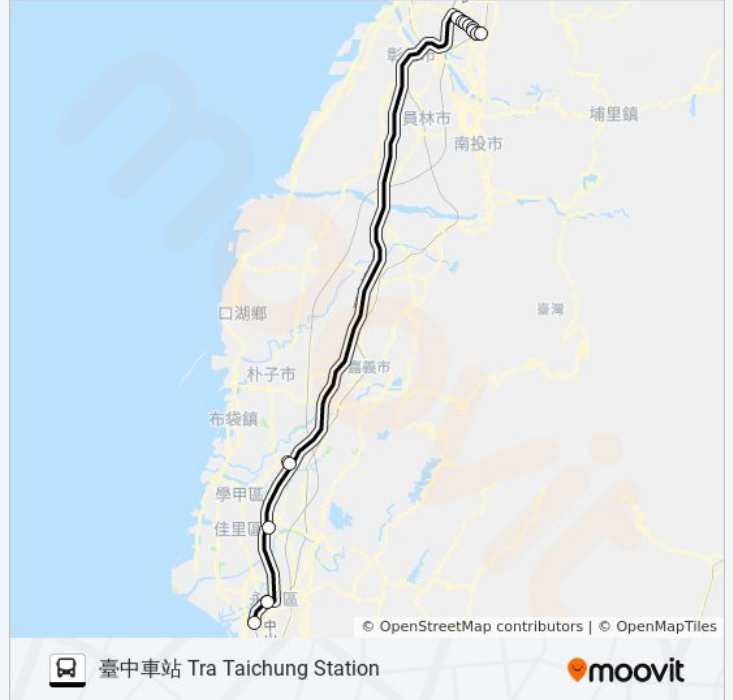 彰
市
員林市
南投市
埔里鎮
口湖鄉
臺灣
嘉義市
朴子市
布袋鎮
學甲區
佳里區
區
© OpenStreetMap contributors | © OpenMapTiles
臺中車站 Tra Taichung Station
moovit